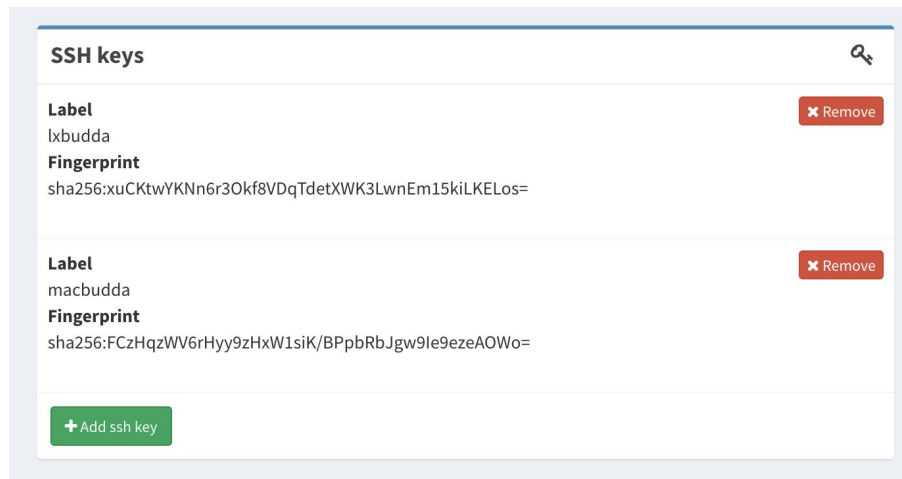 SSH keys
Label
Remove
lxbudda
Fingerprint
sha256:xuCKtwYKNn6r3Okf8VDqTdetXWK3LwnEm15kiLKELos=
Label
Remove
macbudda
Fingerprint
sha256:FCzHqzWV6rHyy9zHxW1siK/BPpbRbJgw9Ie9ezeAOWo=
Add ssh key